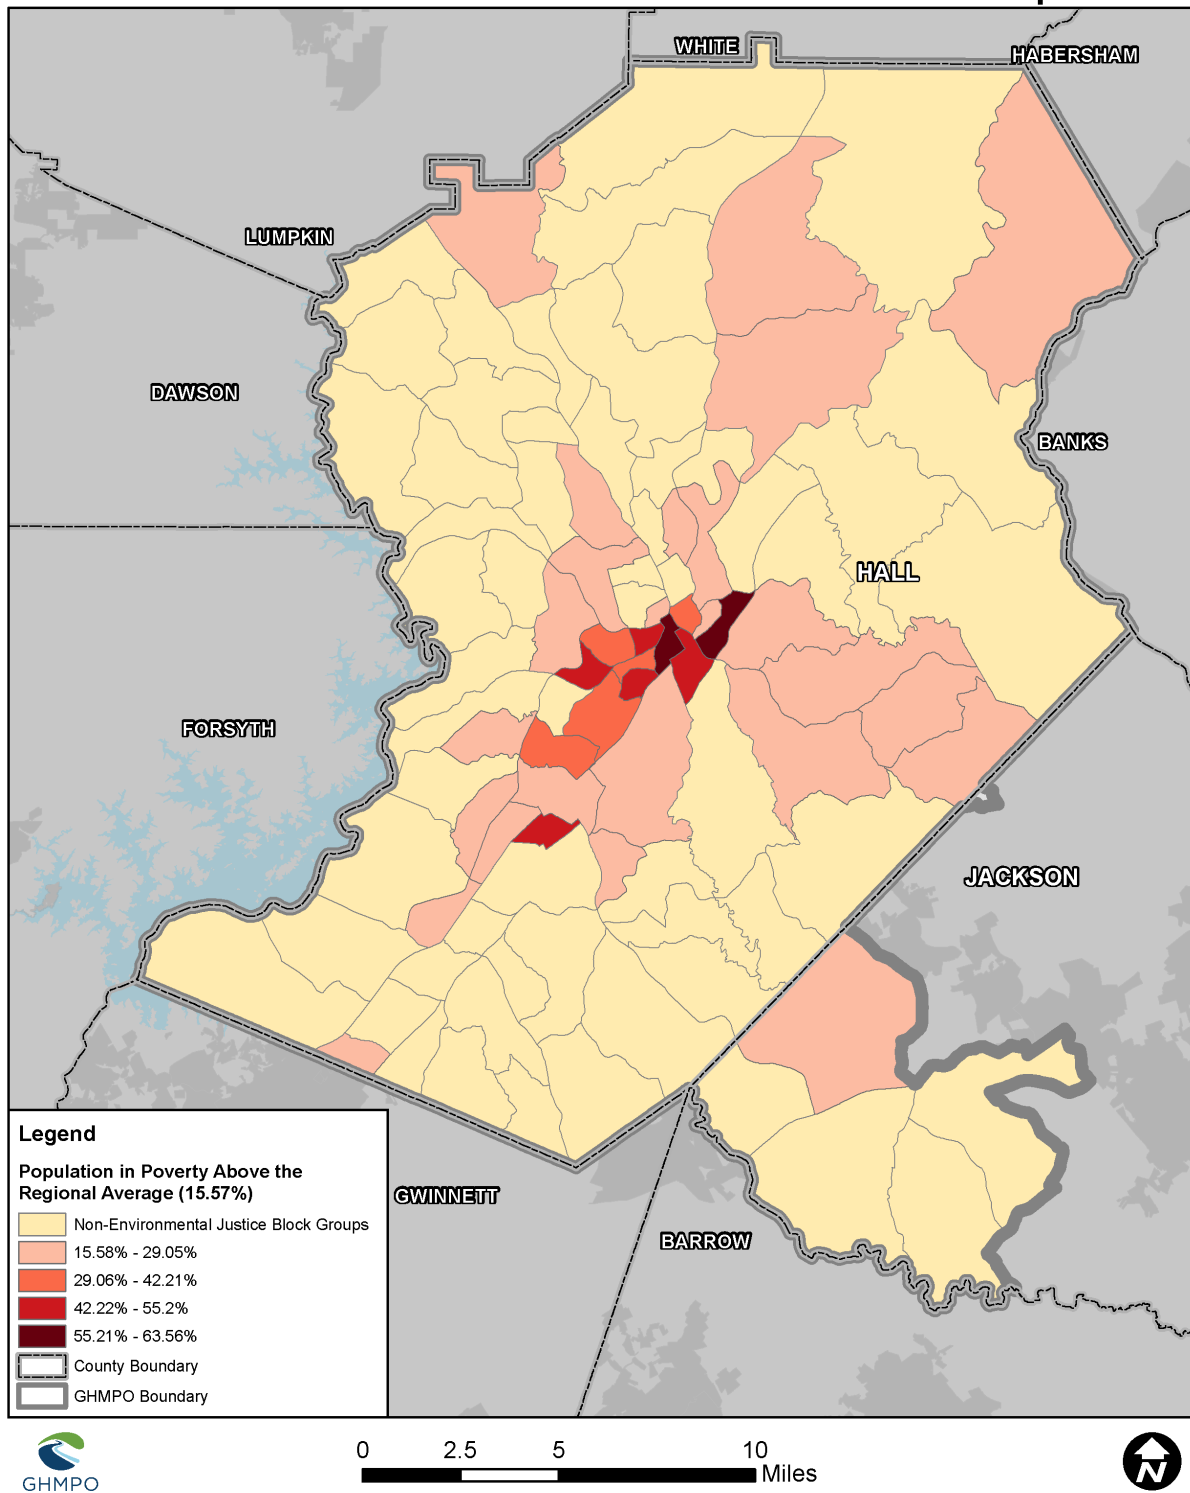 WHITE
HABERSHAM
LUMPKIN
DAWSON
BANKS
HALL
FORSYTH
JACKSON
GWINNETT
BARROW
Legend
Population in Poverty Above the
Regional Average (15.57%)
Non-Environmental Justice Block Groups
15.58% - 29.05%
29.06% - 42.21%
42.22% - 55.2%
55.21% - 63.56%
County Boundary
GHMPO Boundary
GHMPO
0 2.5 5 10
Miles
N